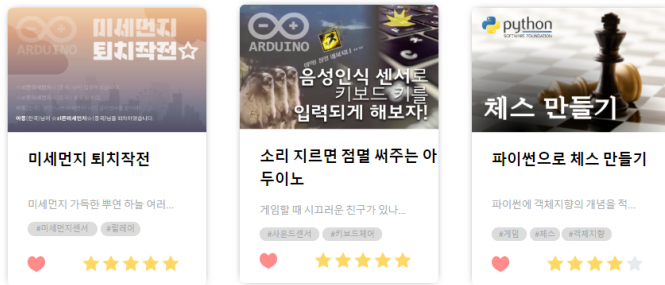 ARDUINO
미세먼지
퇴치작전☆
미세먼지 퇴치작전
미세먼지 가득한 뿌연 하늘 여러...
#미세먼지센서 #릴레이
ARDUINO
음성인식 센서로
키보드 키를
입력되게 해보자!
소리 지르면 점멸 써주는 아
두이노
게임할 때 시끄러운 친구가 있나...
#사운드센서 #키보드제어
python
SOFTWARE FOUNDATION
체스 만들기
파이썬으로 체스 만들기
파이썬에 객체지향의 개념을 적...
#게임 #체스 #객체지향